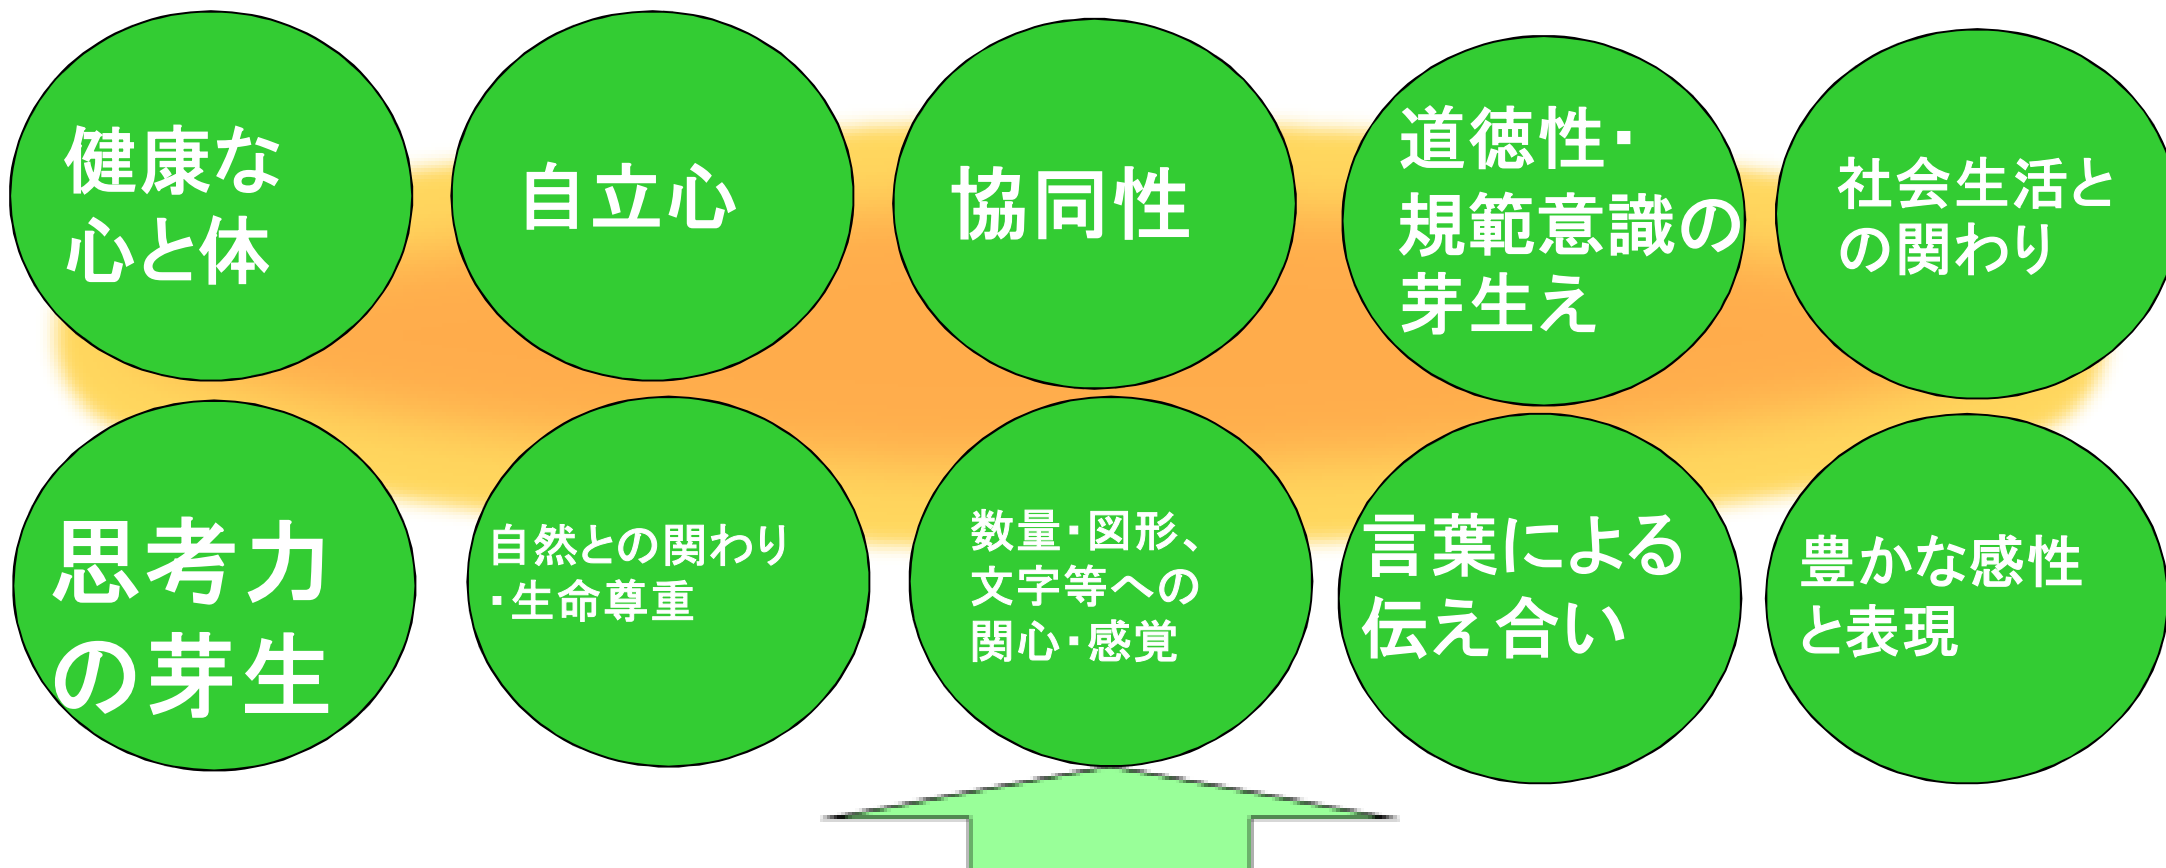 健康な
心と体
自立心
協同性
道徳性・
規範意識の
芽生え
社会生活と
の関わり
思考力
の芽生
自然との関わり
・生命尊重
数量・図形、
文字等への
関心・感覚
言葉による
伝え合い
豊かな感性
と表現